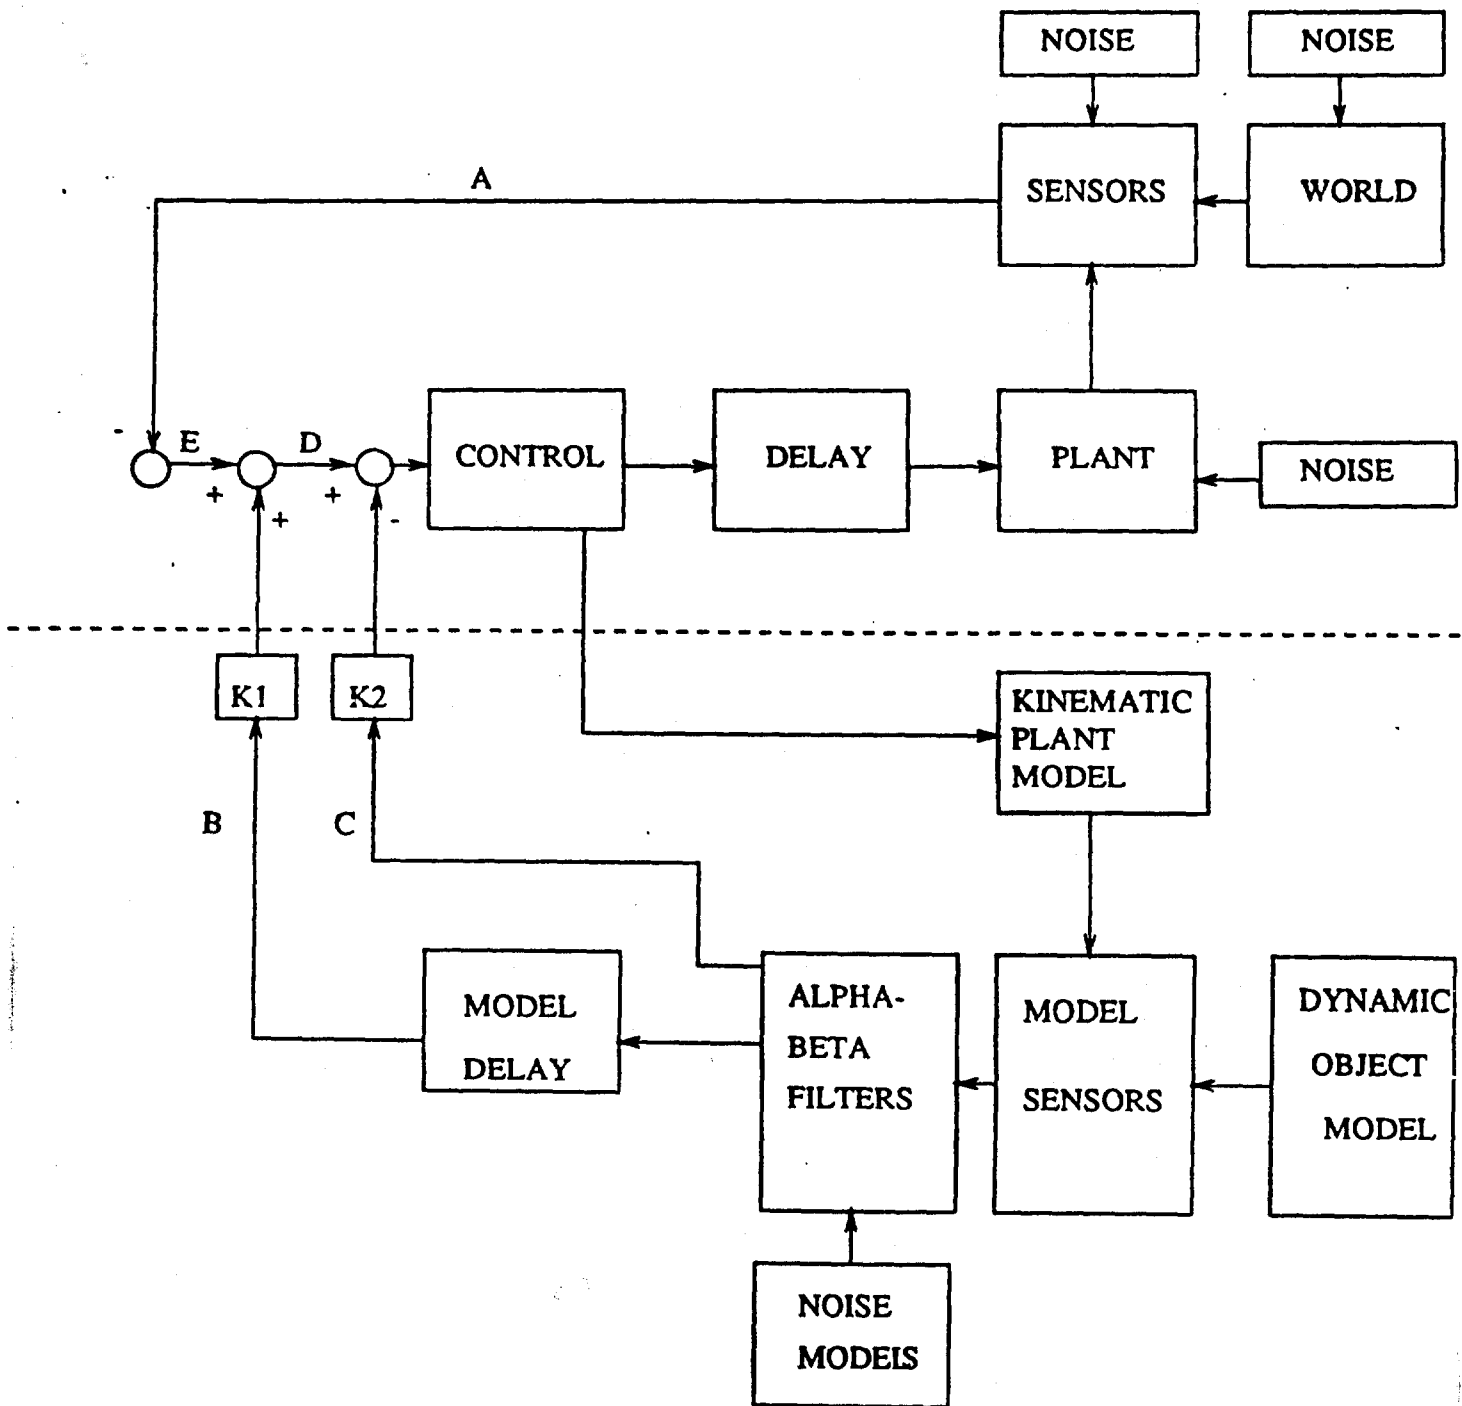 NOISE
NOISE
A
SENSORS
WORLD
-
E
D
CONTROL
DELAY
PLANT
NOISE
+
+
+
-
K1
K2
KINEMATIC
PLANT
MODEL
B
C
MODEL
DELAY
ALPHA-
BETA
FILTERS
MODEL
SENSORS
DYNAMIC
OBJECT
MODEL
NOISE
MODELS